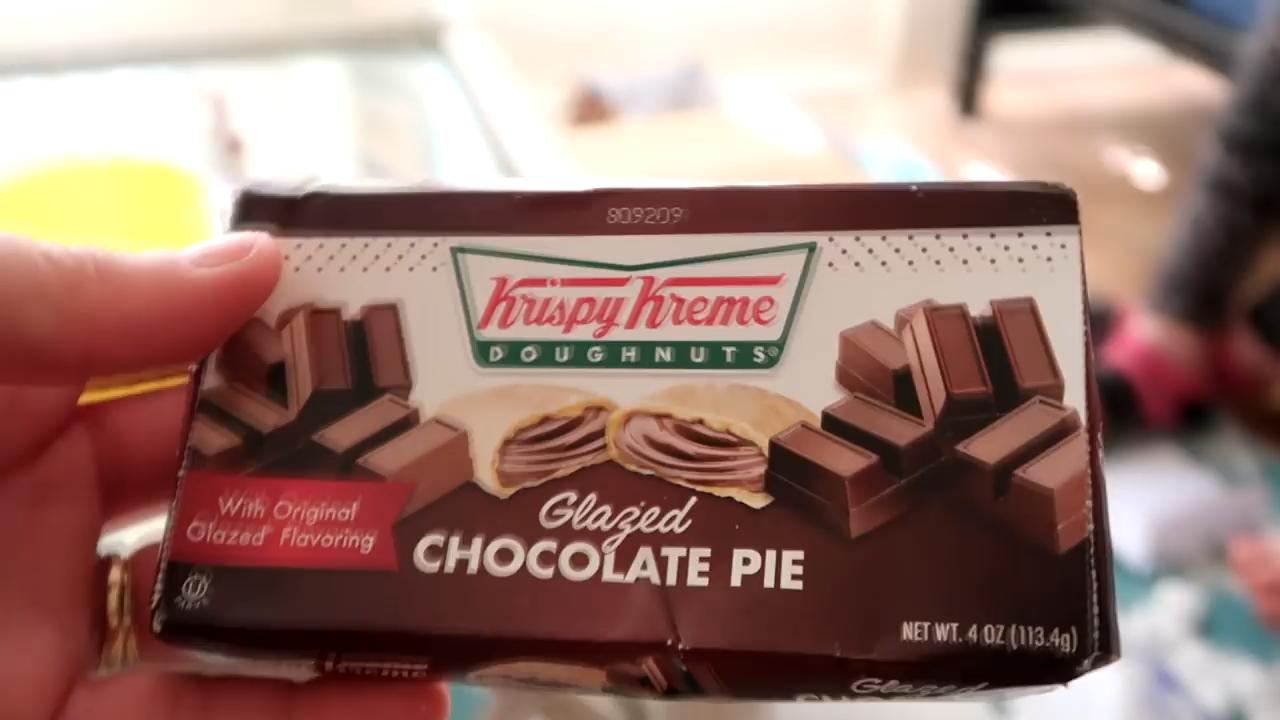 809209
Krispy Kreme
DOUGHNUTS®
With Original
Glazed® Flavoring
Glazed
CHOCOLATE PIE
NET WT. 4 OZ (113.4g)
Glazed